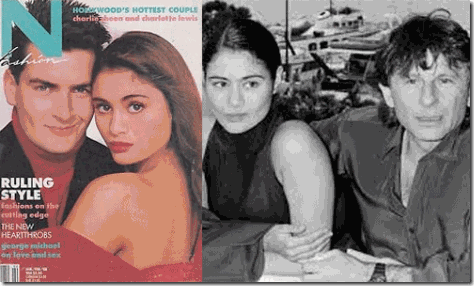 HOLLYWOOD'S HOTTEST COUPLE
charlie sheen and charlotte lewis
N
Fashion
RULING
STYLE
fashions on the
cutting edge
THE NEW
HEARTTHROBS
george michael
on love and sex